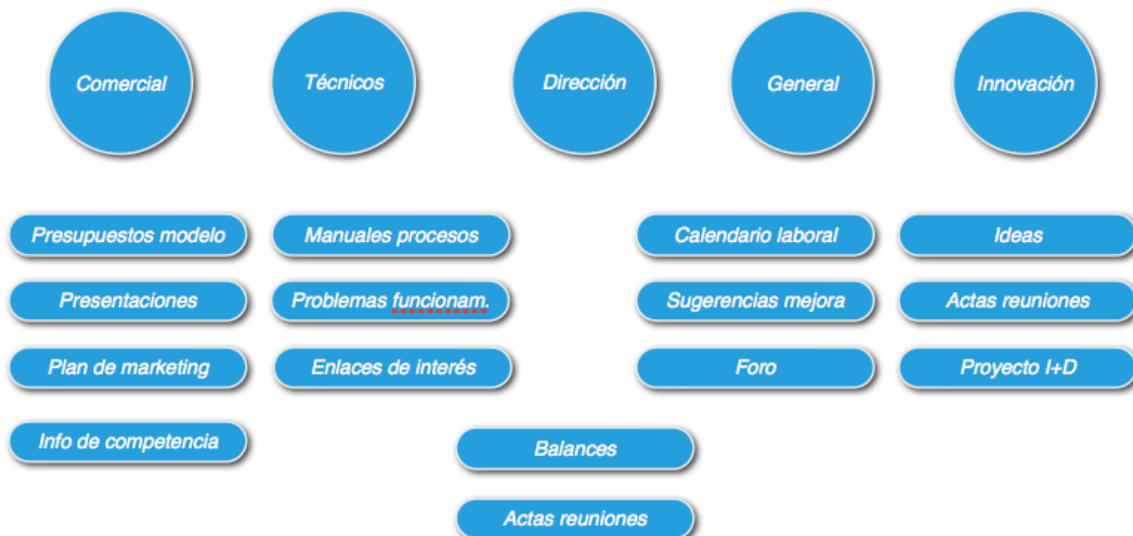 Comercial
Técnicos
Dirección
General
Innovación
Presupuestos modelo
Manuales procesos
Calendario laboral
Ideas
Presentaciones
Problemas funcionam.
Sugerencias mejora
Actas reuniones
Plan de marketing
Enlaces de interés
Foro
Proyecto I+D
Info de competencia
Balances
Actas reuniones